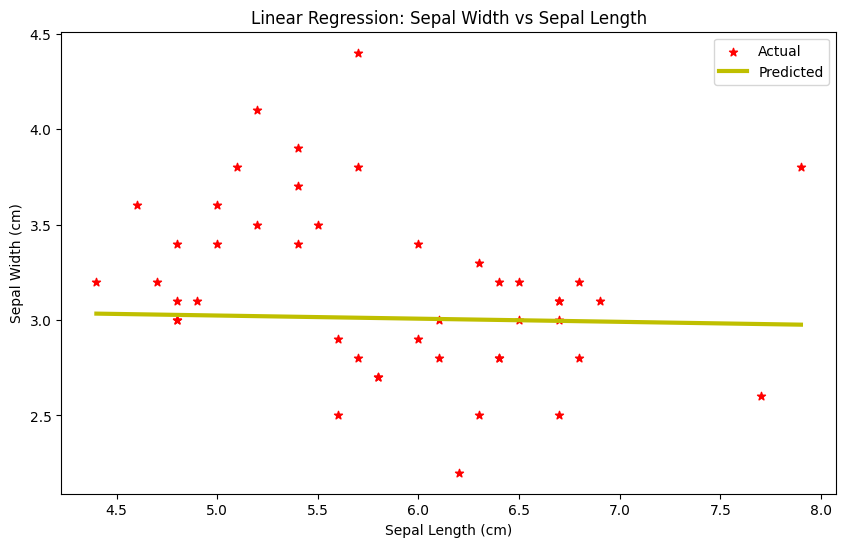 Linear Regression: Sepal Width vs Sepal Length
Actual
Predicted
4.5
4.0
3.5
3.0
2.5
Sepal Width (cm)
4.5 5.0 5.5 6.0 6.5 7.0 7.5 8.0
Sepal Length (cm)